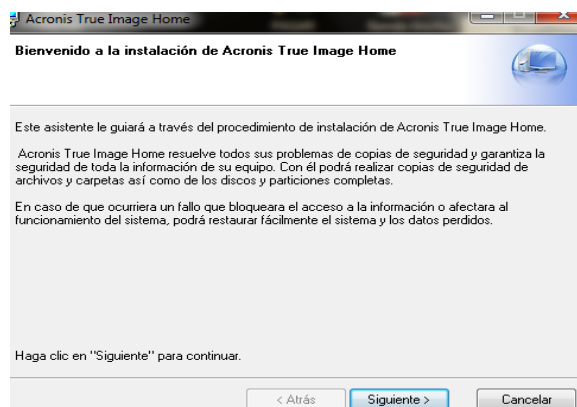 Acronis True Image Home
Bienvenido a la instalación de Acronis True Image Home
Este asistente le guiará a través del procedimiento de instalación de Acronis True Image Home.
Acronis True Image Home resuelve todos sus problemas de copias de seguridad y garantiza la
seguridad de toda la información de su equipo. Con él podrá realizar copias de seguridad de
archivos y carpetas así como de los discos y particiones completas.
En caso de que ocurriera un fallo que bloqueara el acceso a la información o afectara al
funcionamiento del sistema, podrá restaurar fácilmente el sistema y los datos perdidos.
Haga clic en "Siguiente" para continuar.
< Atrás Siguiente > Cancelar